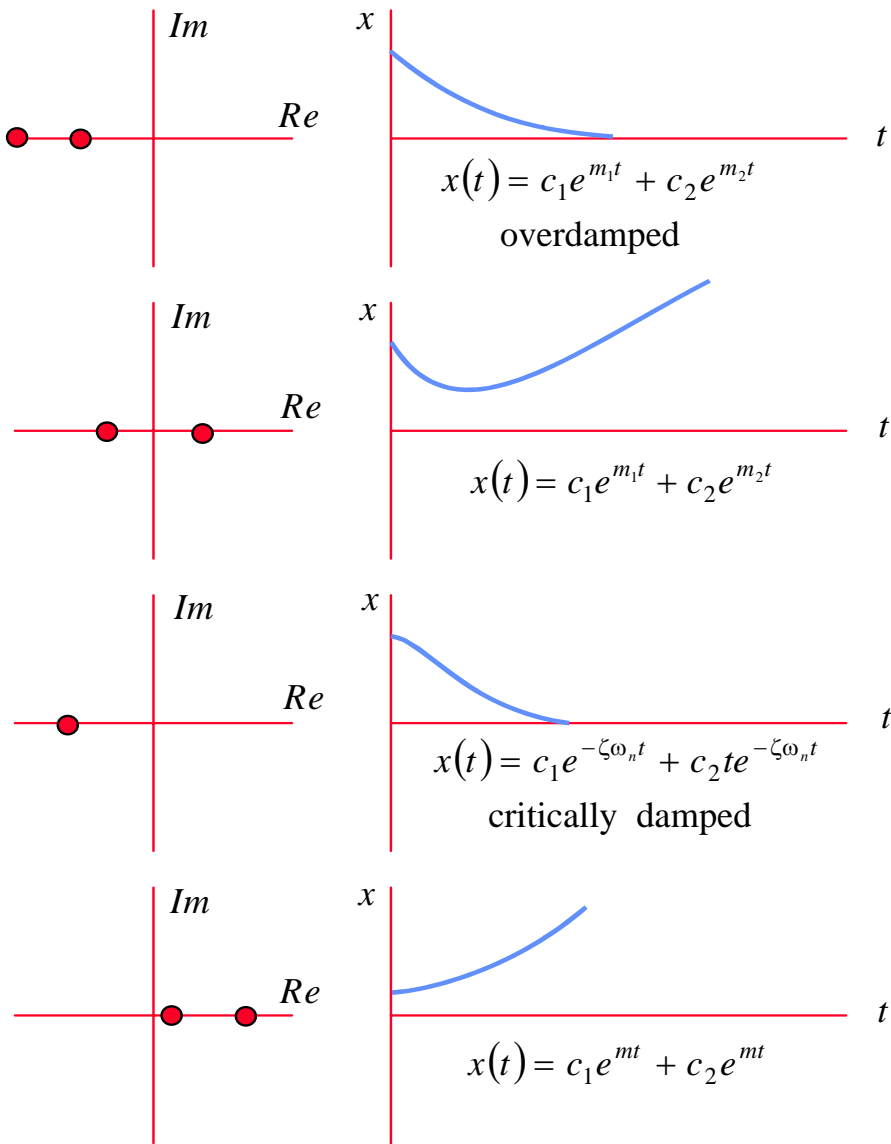 Im
x
Re
t
x(t) = c₁e^{m₁t} + c₂e^{m₂t}
overdamped
Im
x
Re
t
x(t) = c₁e^{m₁t} + c₂e^{m₂t}
Im
x
Re
t
x(t) = c₁e^{−ζωₙt} + c₂te^{−ζωₙt}
critically damped
Im
x
Re
t
x(t) = c₁e^{mt} + c₂e^{mt}